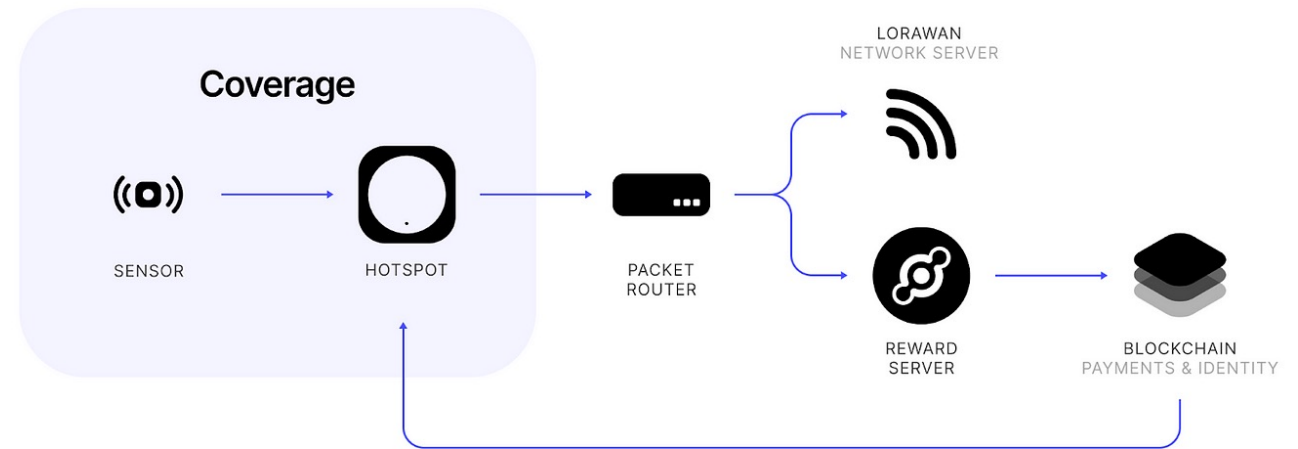 LORAWAN
NETWORK SERVER
Coverage
SENSOR
HOTSPOT
PACKET
ROUTER
REWARD
SERVER
BLOCKCHAIN
PAYMENTS & IDENTITY